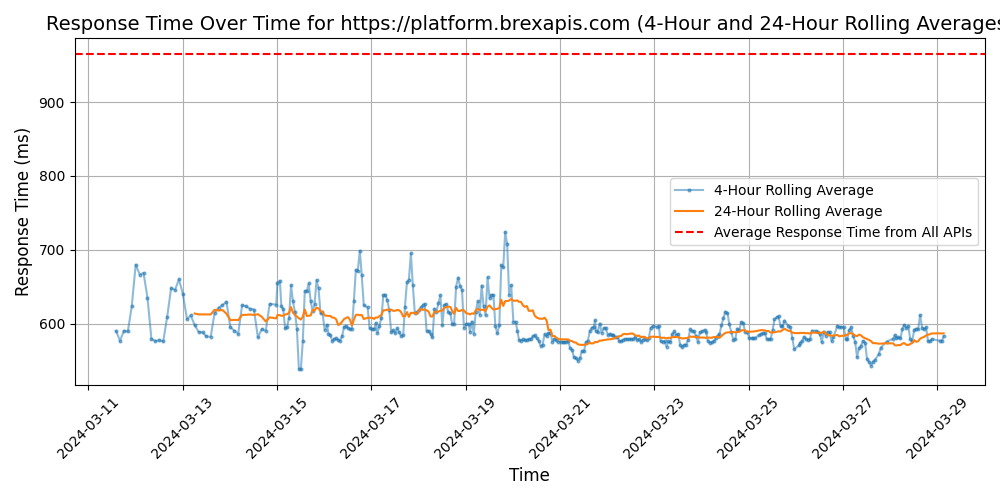 Response Time Over Time for https://platform.brexapis.com (4-Hour and 24-Hour Rolling Averages
Response Time (ms)
900
800
700
600
4-Hour Rolling Average
24-Hour Rolling Average
Average Response Time from All APIs
2024-03-11
2024-03-13
2024-03-15
2024-03-17
2024-03-19
2024-03-21
2024-03-23
2024-03-25
2024-03-27
2024-03-29
Time